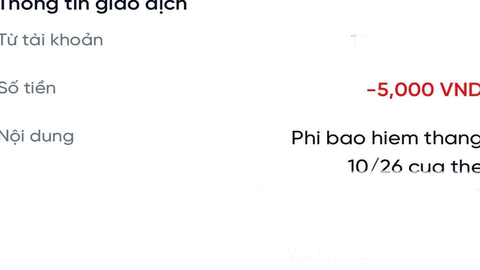 Thông tin giao dịch
Từ tài khoản
Số tiền
-5,000 VND
Nội dung
Phi bao hiem thang
10/26 cua the